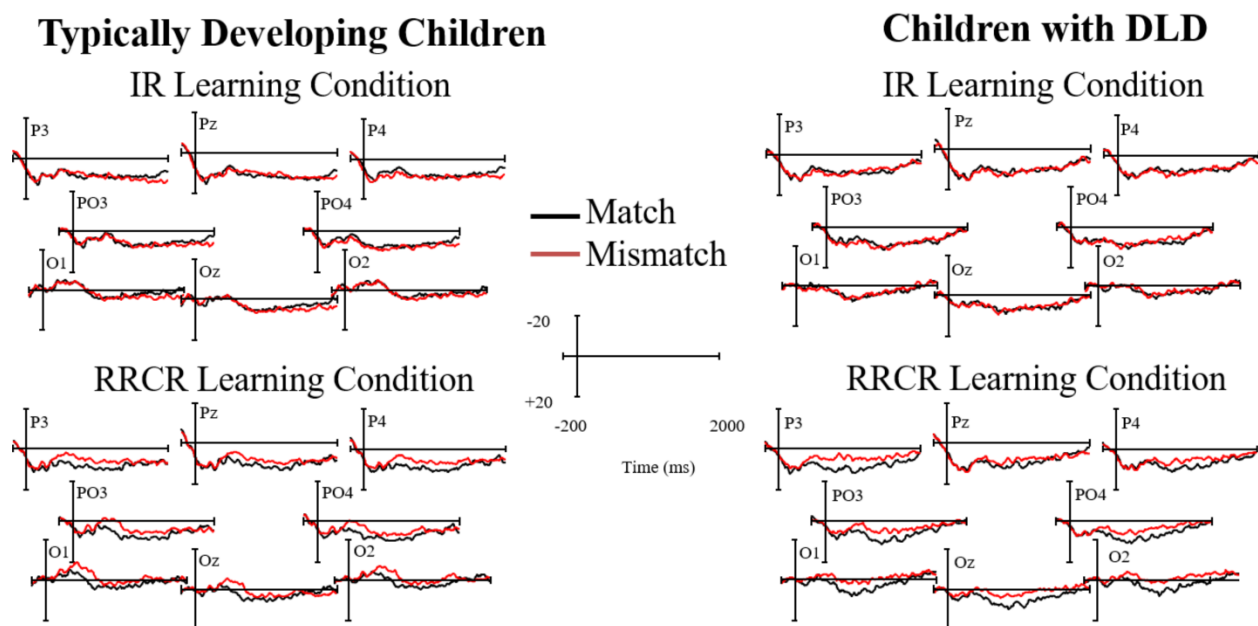 Typically Developing Children
IR Learning Condition
P3
Pz
P4
PO3
PO4
O1
Oz
O2
RRCR Learning Condition
P3
Pz
P4
PO3
PO4
O1
Oz
O2
Match
Mismatch
-20
+20
-200
2000
Time (ms)
Children with DLD
IR Learning Condition
P3
Pz
P4
PO3
PO4
O1
Oz
O2
RRCR Learning Condition
P3
Pz
P4
PO3
PO4
O1
Oz
O2